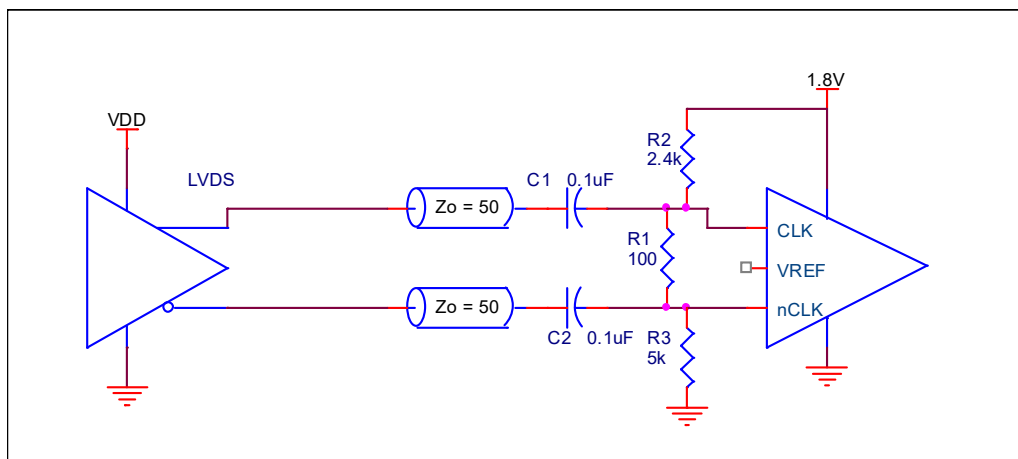 1.8V
VDD
R2
2.4k
LVDS
C1 0.1uF
Zo = 50
CLK
R1
100
VREF
Zo = 50
nCLK
C2 0.1uF
R3
5k